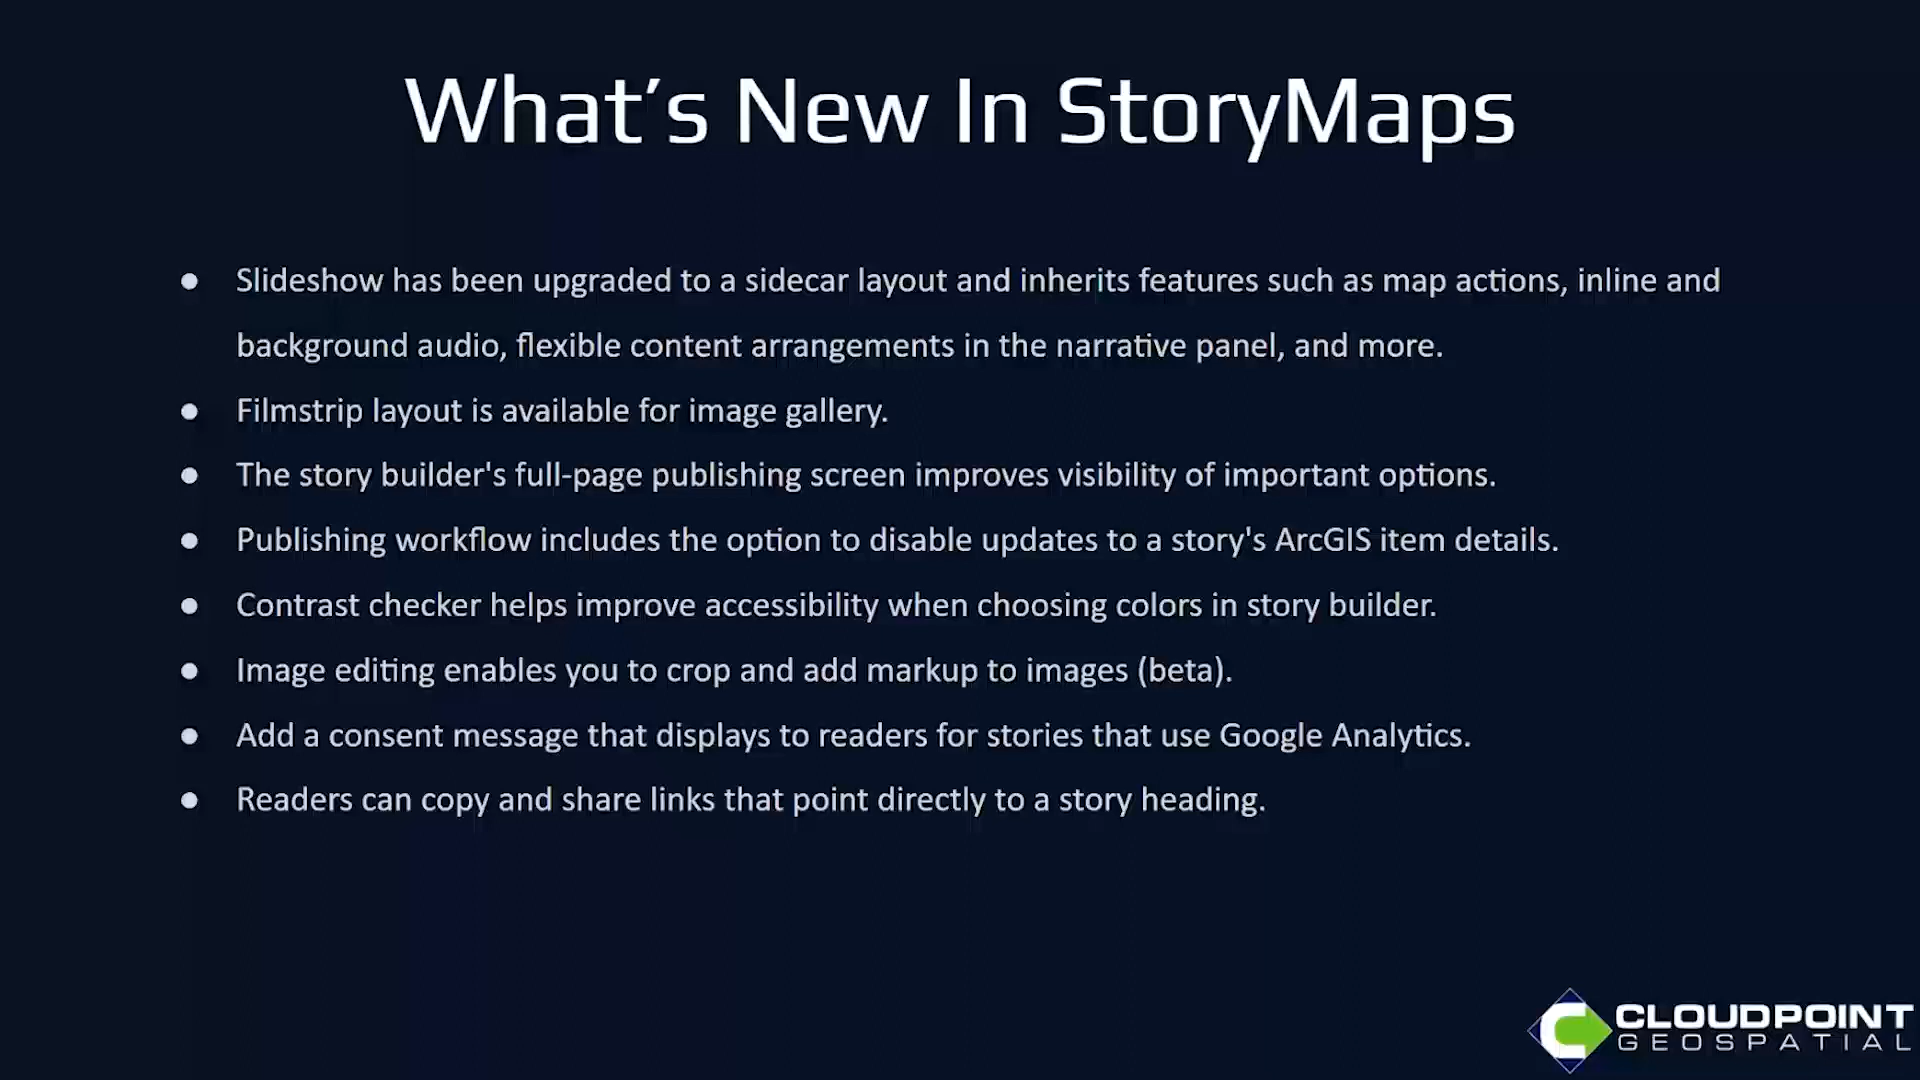 What's New In StoryMaps
● Slideshow has been upgraded to a sidecar layout and inherits features such as map actions, inline and
background audio, flexible content arrangements in the narrative panel, and more.
● Filmstrip layout is available for image gallery.
● The story builder's full-page publishing screen improves visibility of important options.
● Publishing workflow includes the option to disable updates to a story's ArcGIS item details.
● Contrast checker helps improve accessibility when choosing colors in story builder.
● Image editing enables you to crop and add markup to images (beta).
● Add a consent message that displays to readers for stories that use Google Analytics.
● Readers can copy and share links that point directly to a story heading.
CLOUDPOINT
GEOSPATIAL